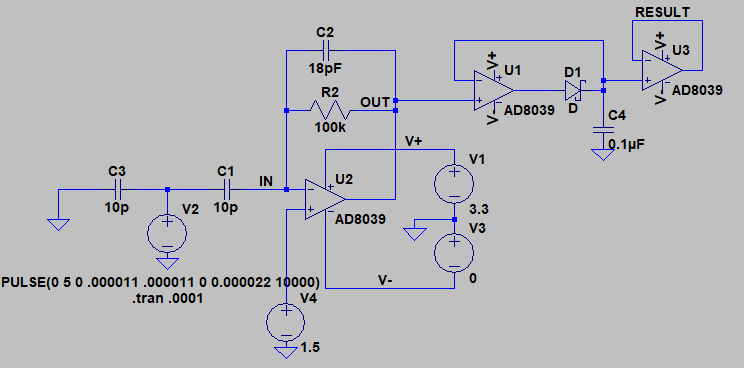 RESULT
C2
18pF
V+
U1
D1
V+
U3
R2
OUT
100k
V-
AD8039
D
V-
AD8039
C4
0.1µF
V+
V1
C3
C1
IN
U2
10p
10p
V2
AD8039
3.3
V3
V-
0
PULSE(0 5 0 .000011 .000011 0 0.000022 10000)
.tran .0001
V4
1.5